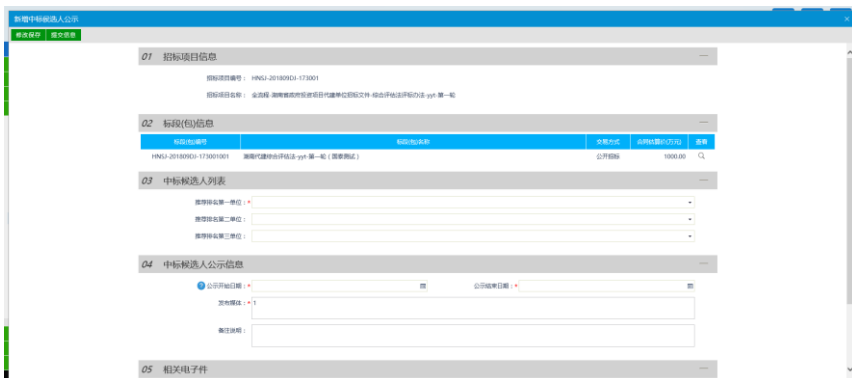 新增中标候选人公示
修改保存 提交信息
01 招标项目信息
招标项目编号： HNSJ-201809DJ-173001
招标项目名称： 全流程-湖南省政府投资项目代建单位招标文件-综合评估法评标办法-yyt-第一轮
02 标段(包)信息
标段(包)编号 标段(包)名称 交易方式 合同估算价(万元) 查看
HNSJ-201809DJ-173001001 湖南代建综合评估法-yyt-第一轮（国泰测试） 公开招标 1000.00
03 中标候选人列表
推荐排名第一单位：*
推荐排名第二单位：
推荐排名第三单位：
04 中标候选人公示信息
公示开始日期：* 公示结束日期：*
发布媒体：* 1
备注说明：
05 相关电子件